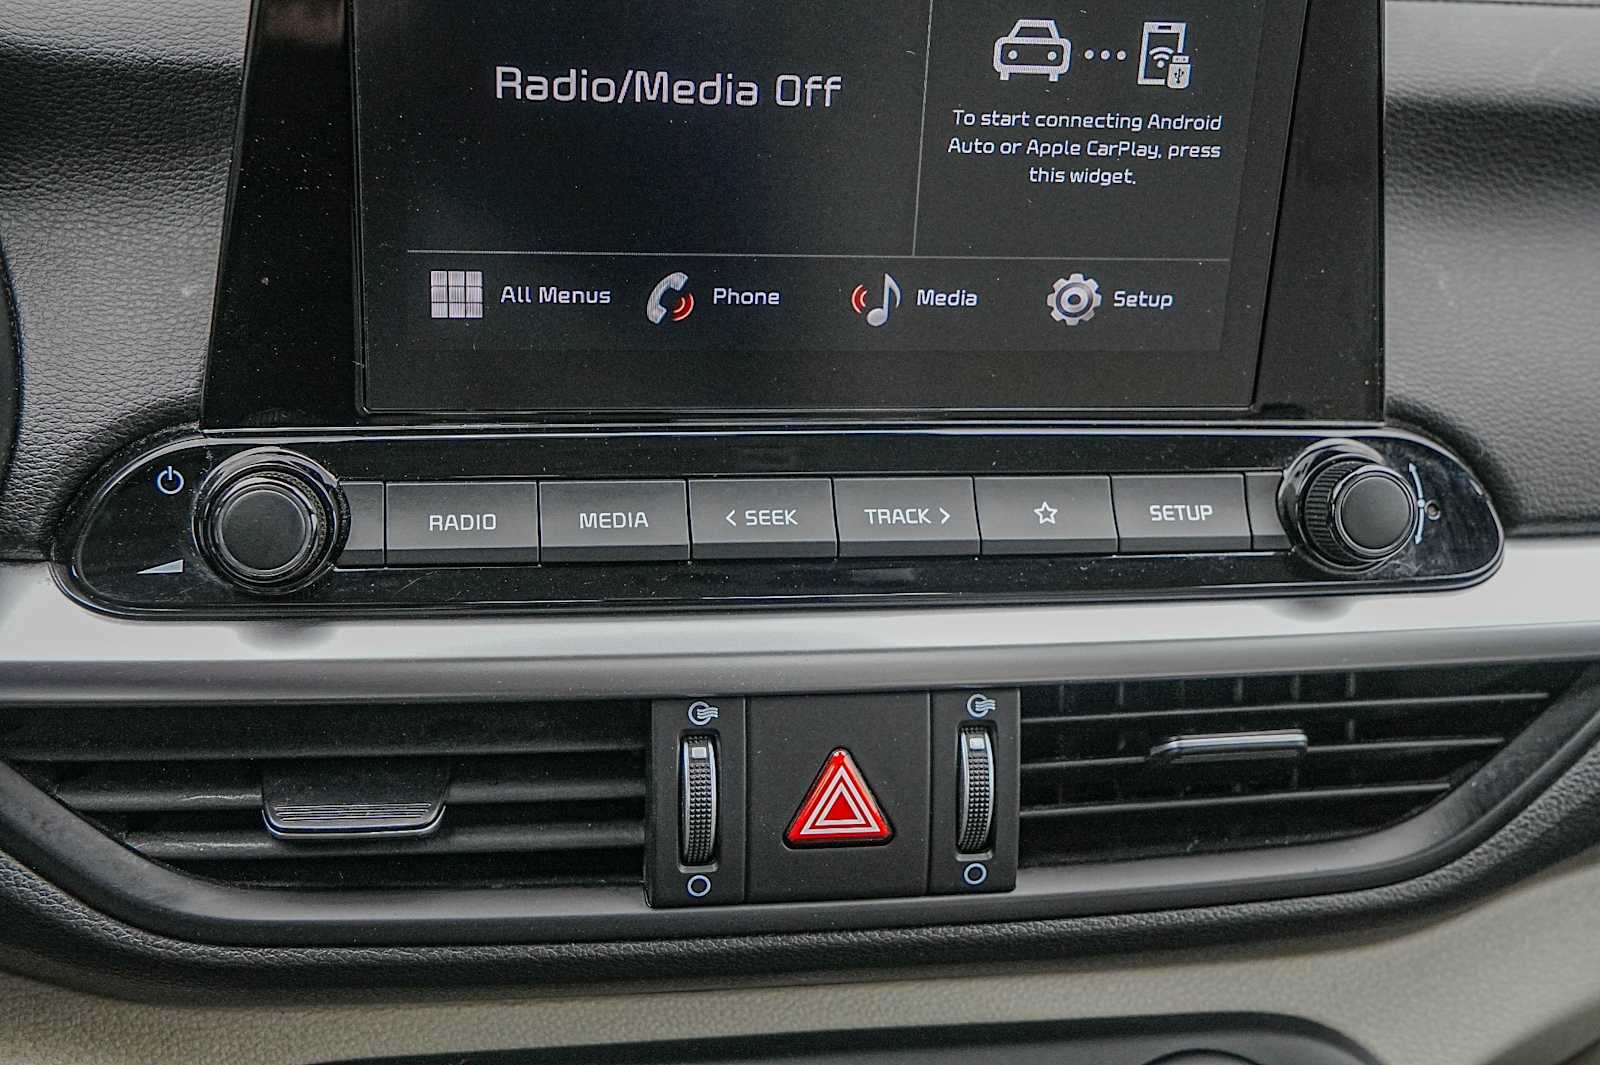 Radio/Media Off
To start connecting Android
Auto or Apple CarPlay, press
this widget.
All Menus
Phone
Media
Setup
RADIO
MEDIA
< SEEK
TRACK >
SETUP